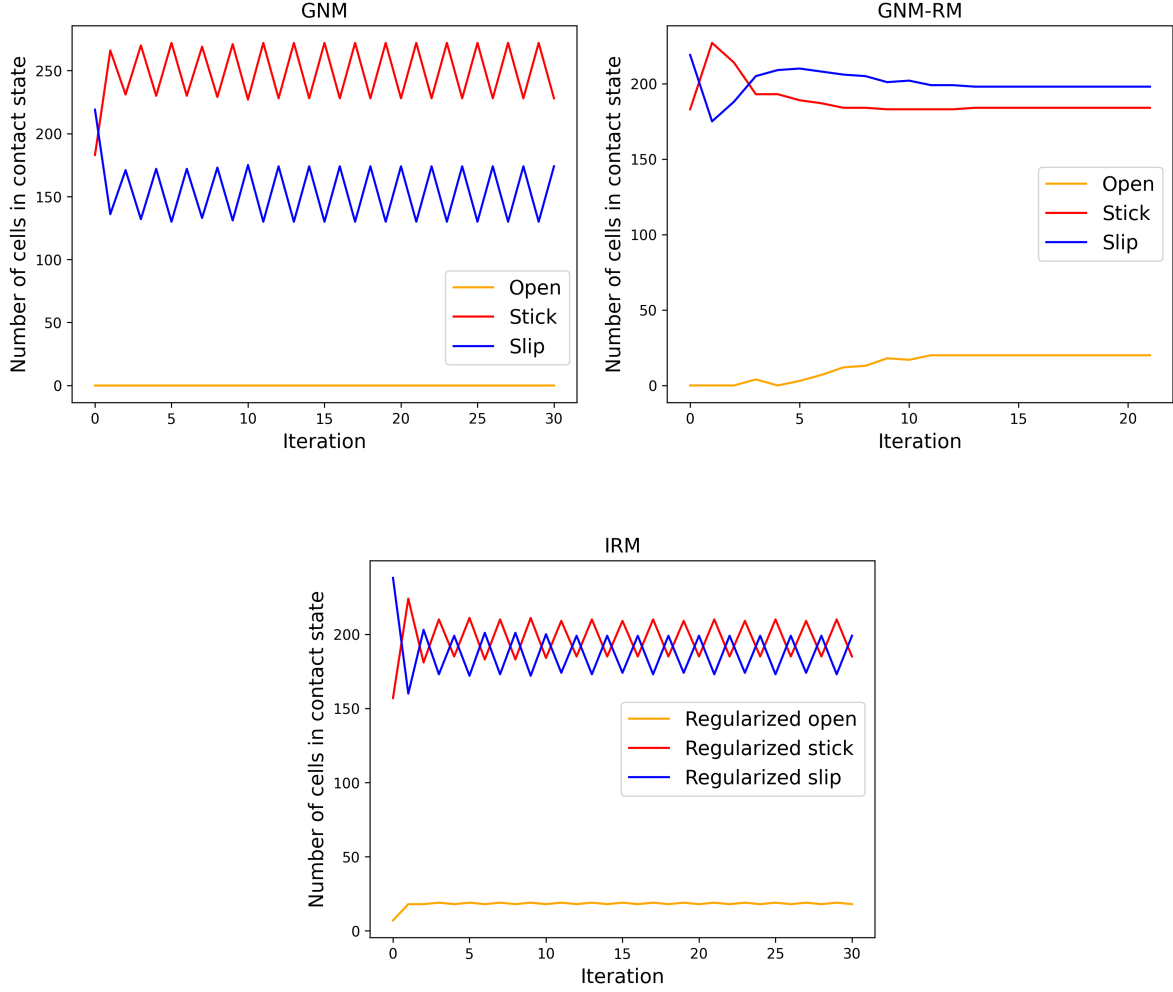 GNM
Number of cells in contact state
250
200
150
100
50
0
Open
Stick
Slip
0 5 10 15 20 25 30
Iteration
GNM-RM
Number of cells in contact state
200
150
100
50
0
Open
Stick
Slip
0 5 10 15 20
Iteration
IRM
Number of cells in contact state
200
150
100
50
0
Regularized open
Regularized stick
Regularized slip
0 5 10 15 20 25 30
Iteration